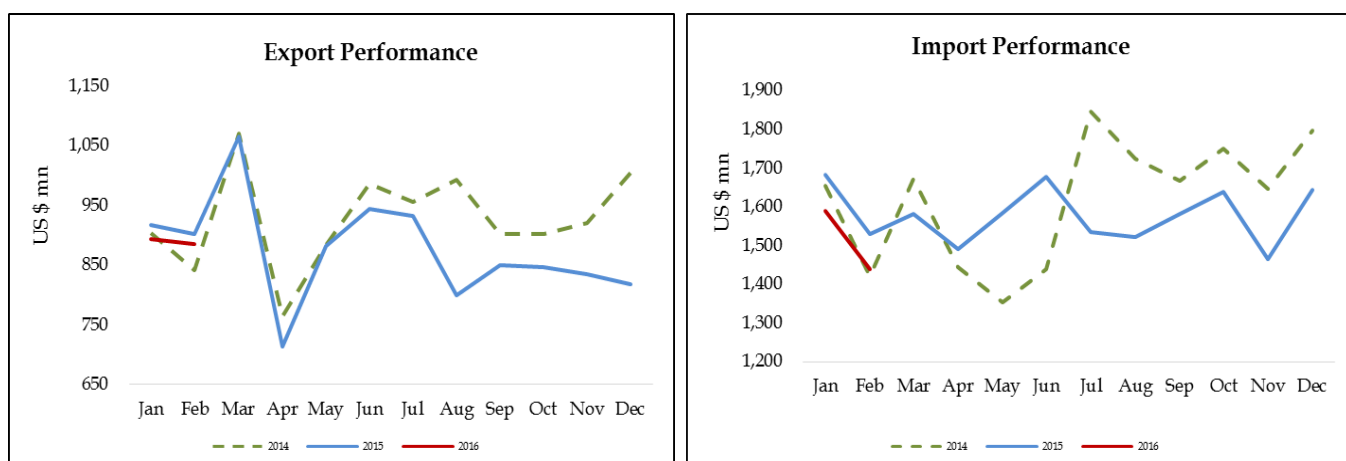 Export Performance
US $ mn
1,150
1,050
950
850
750
650
Jan Feb Mar Apr May Jun Jul Aug Sep Oct Nov Dec
2014 2015 2016
Import Performance
US $ mn
1,900
1,800
1,700
1,600
1,500
1,400
1,300
1,200
Jan Feb Mar Apr May Jun Jul Aug Sep Oct Nov Dec
2014 2015 2016